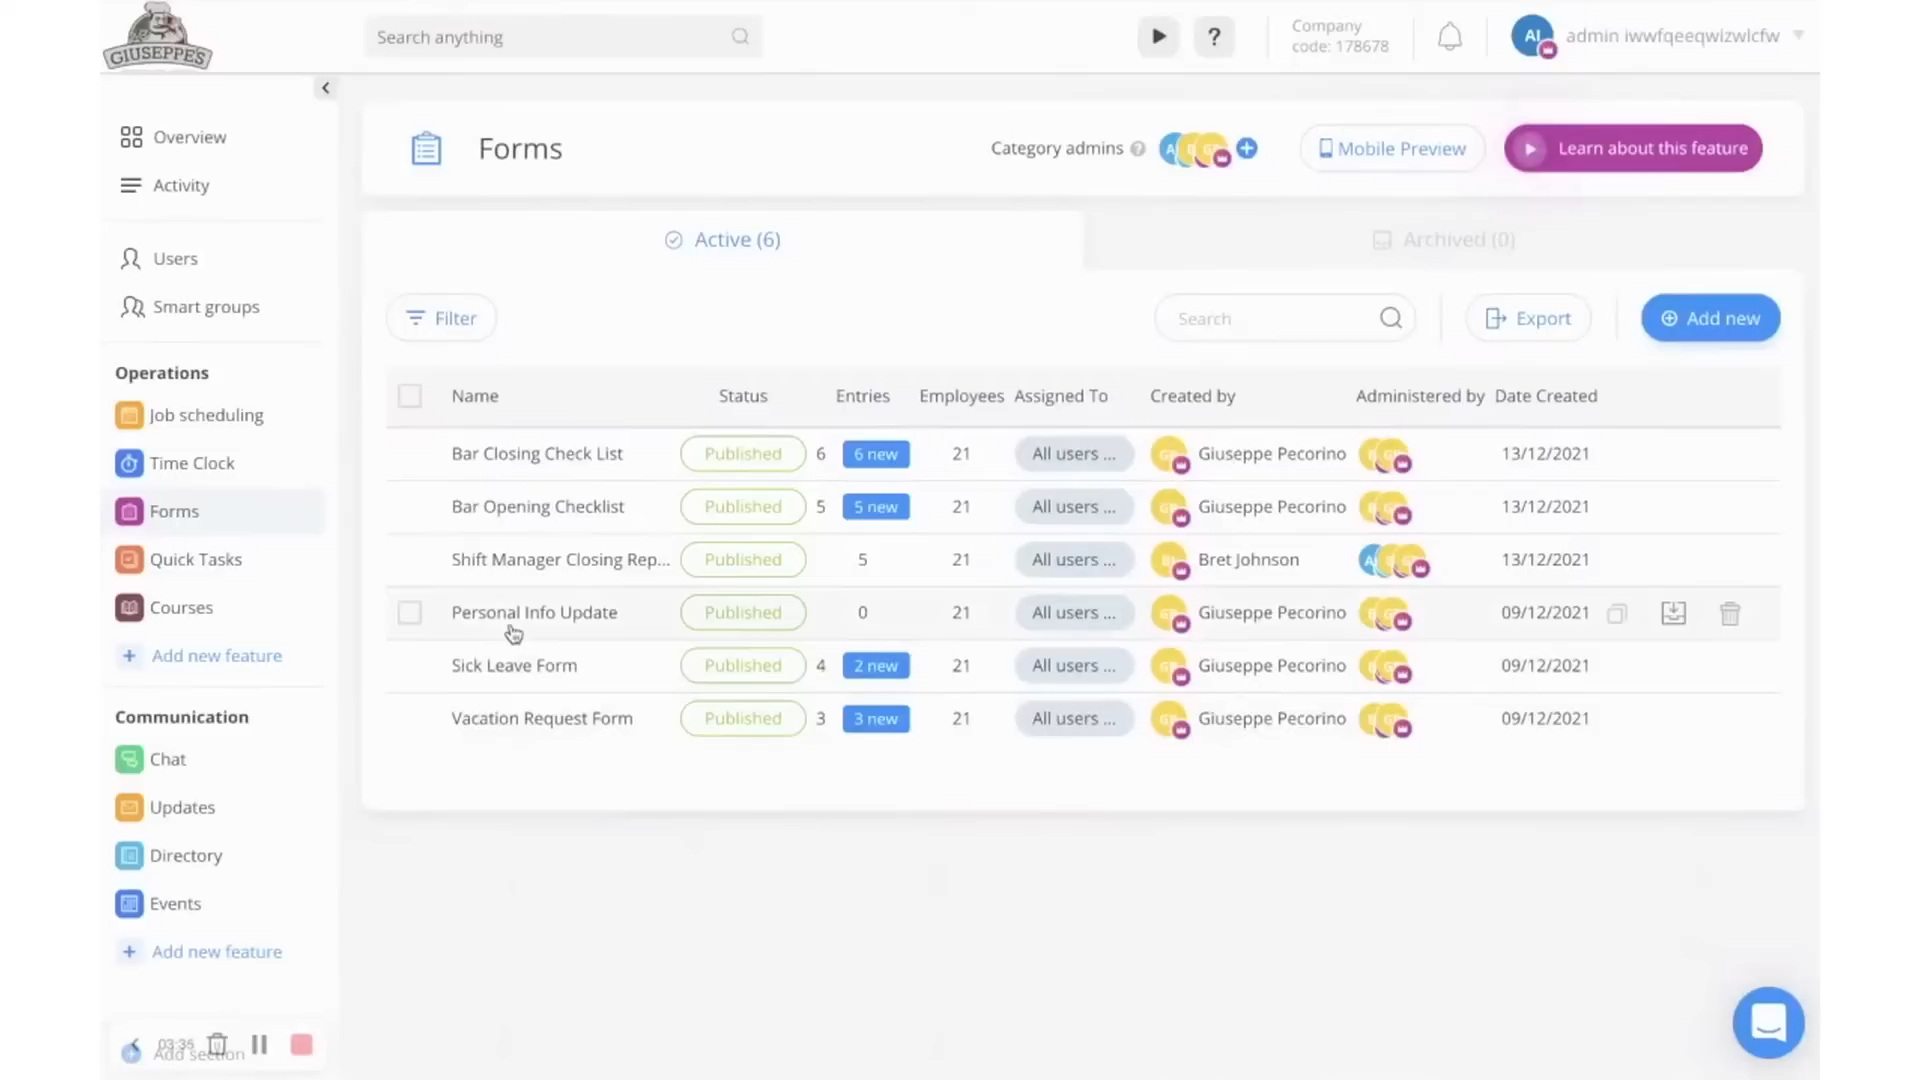 GIUSEPPE'S
Search anything
?
Company
code: 178678
AI
admin iwwfqeeqwizwlcfw
Overview
Activity
Users
Smart groups
Operations
Job scheduling
Time Clock
Forms
Quick Tasks
Courses
+ Add new feature
Communication
Chat
Updates
Directory
Events
+ Add new feature
03:35
Add section
Forms
Category admins ?
Mobile Preview
Learn about this feature
Active (6)
Archived (0)
Filter
Search
Export
Add new
Name Status Entries Employees Assigned To Created by Administered by Date Created
Bar Closing Check List Published 6 6 new 21 All users ... Giuseppe Pecorino 13/12/2021
Bar Opening Checklist Published 5 5 new 21 All users ... Giuseppe Pecorino 13/12/2021
Shift Manager Closing Rep... Published 5 21 All users ... Bret Johnson 13/12/2021
Personal Info Update Published 0 21 All users ... Giuseppe Pecorino 09/12/2021
Sick Leave Form Published 4 2 new 21 All users ... Giuseppe Pecorino 09/12/2021
Vacation Request Form Published 3 3 new 21 All users ... Giuseppe Pecorino 09/12/2021